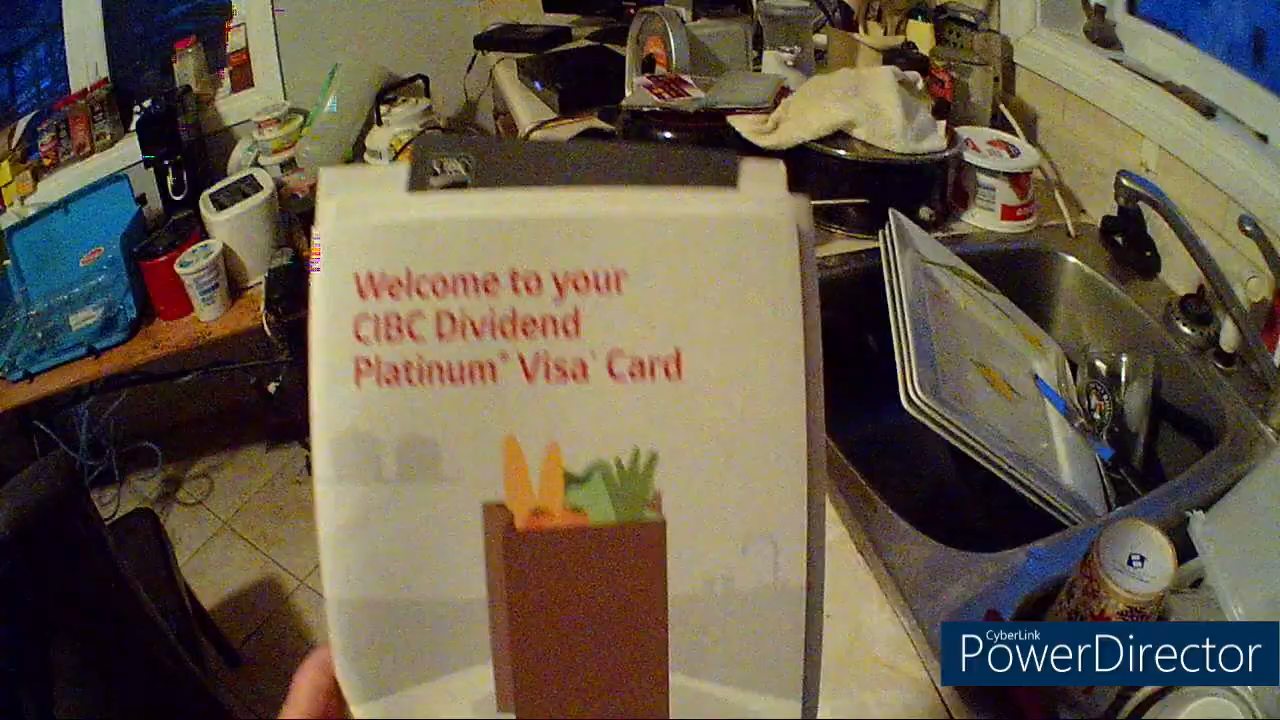 Welcome to your
CIBC Dividend
Platinum* Visa* Card
CyberLink
PowerDirector